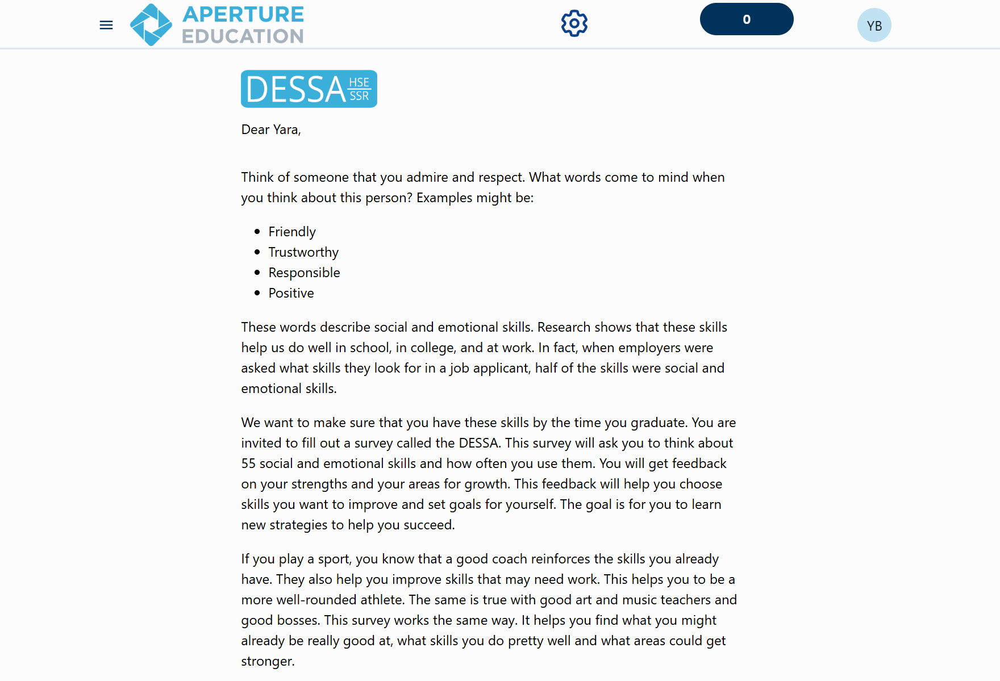 APERTURE
EDUCATION
0
YB
DESSA HSE
SSR
Dear Yara,
Think of someone that you admire and respect. What words come to mind when
you think about this person? Examples might be:
• Friendly
• Trustworthy
• Responsible
• Positive
These words describe social and emotional skills. Research shows that these skills
help us do well in school, in college, and at work. In fact, when employers were
asked what skills they look for in a job applicant, half of the skills were social and
emotional skills.
We want to make sure that you have these skills by the time you graduate. You are
invited to fill out a survey called the DESSA. This survey will ask you to think about
55 social and emotional skills and how often you use them. You will get feedback
on your strengths and your areas for growth. This feedback will help you choose
skills you want to improve and set goals for yourself. The goal is for you to learn
new strategies to help you succeed.
If you play a sport, you know that a good coach reinforces the skills you already
have. They also help you improve skills that may need work. This helps you to be a
more well-rounded athlete. The same is true with good art and music teachers and
good bosses. This survey works the same way. It helps you find what you might
already be really good at, what skills you do pretty well and what areas could get
stronger.